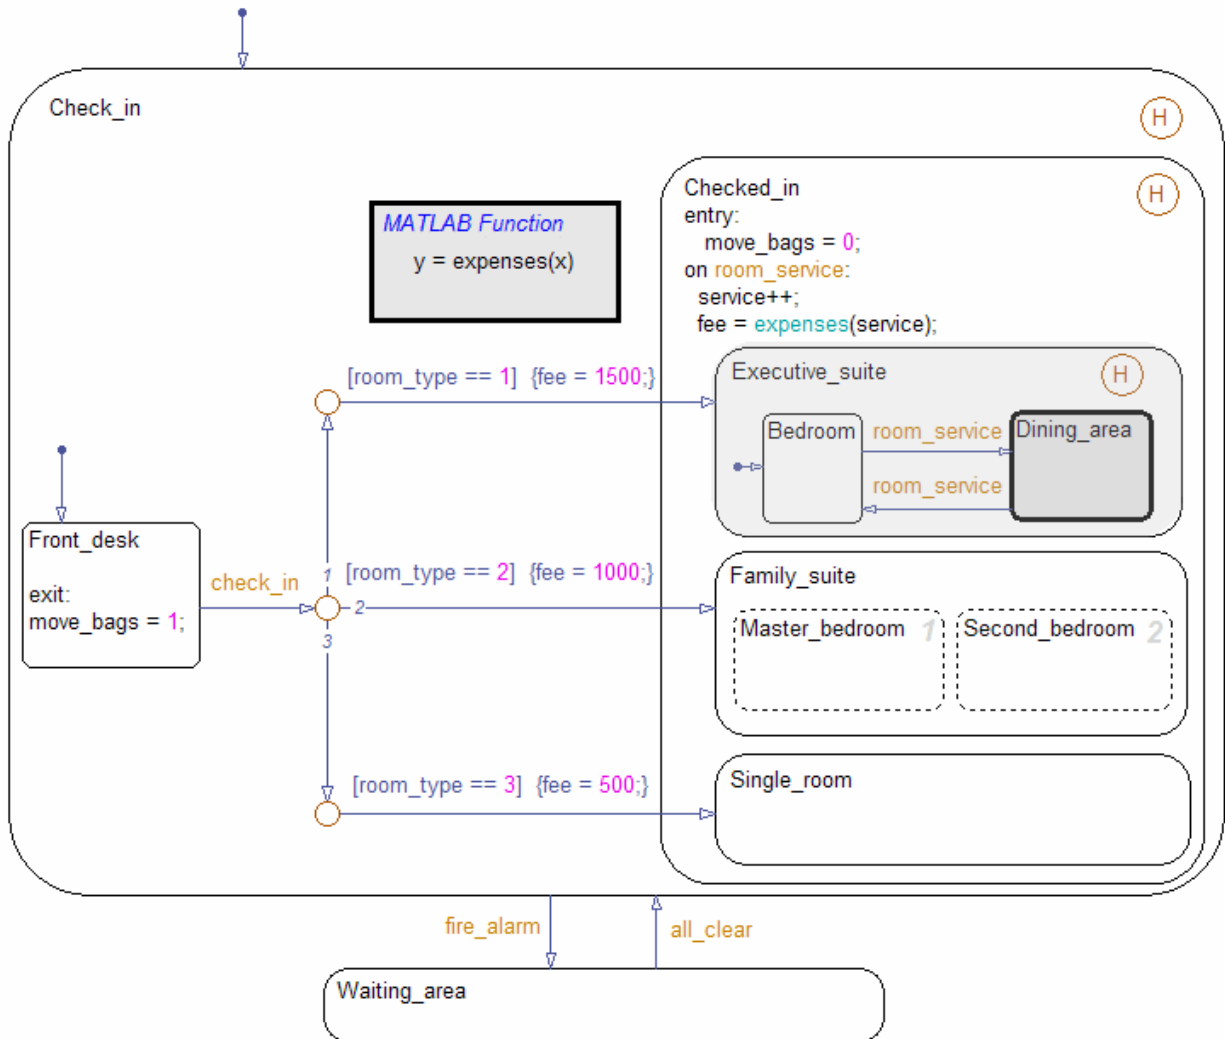 Check_in
H
Checked_in
H
entry:
move_bags = 0;
on room_service:
service++;
fee = expenses(service);
MATLAB Function
y = expenses(x)
[room_type == 1] {fee = 1500;}
Executive_suite
H
Bedroom
room_service
Dining_area
room_service
Front_desk
exit:
move_bags = 1;
check_in
1
2
3
[room_type == 2] {fee = 1000;}
Family_suite
Master_bedroom 1
Second_bedroom 2
[room_type == 3] {fee = 500;}
Single_room
fire_alarm
all_clear
Waiting_area